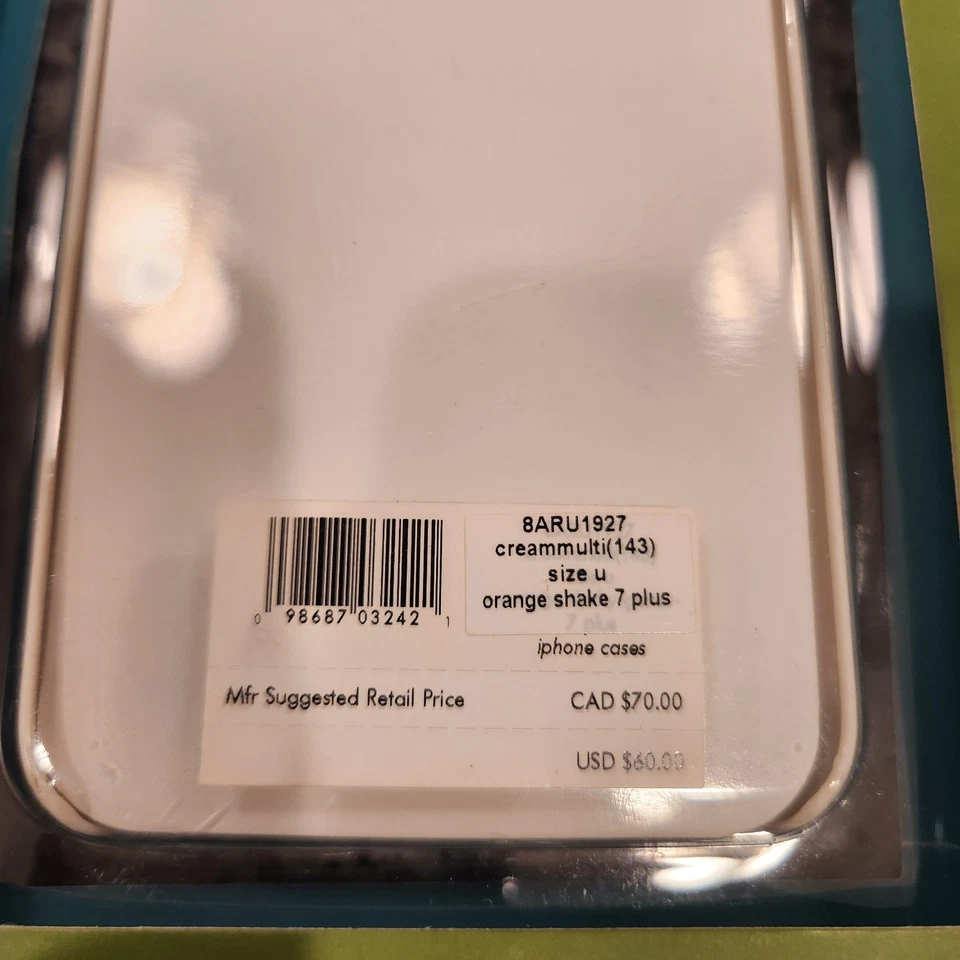 0 98687 03242 1
8ARU1927
creammulti(143)
size u
orange shake 7 plus
iphone cases
Mfr Suggested Retail Price CAD $70.00
USD $60.00